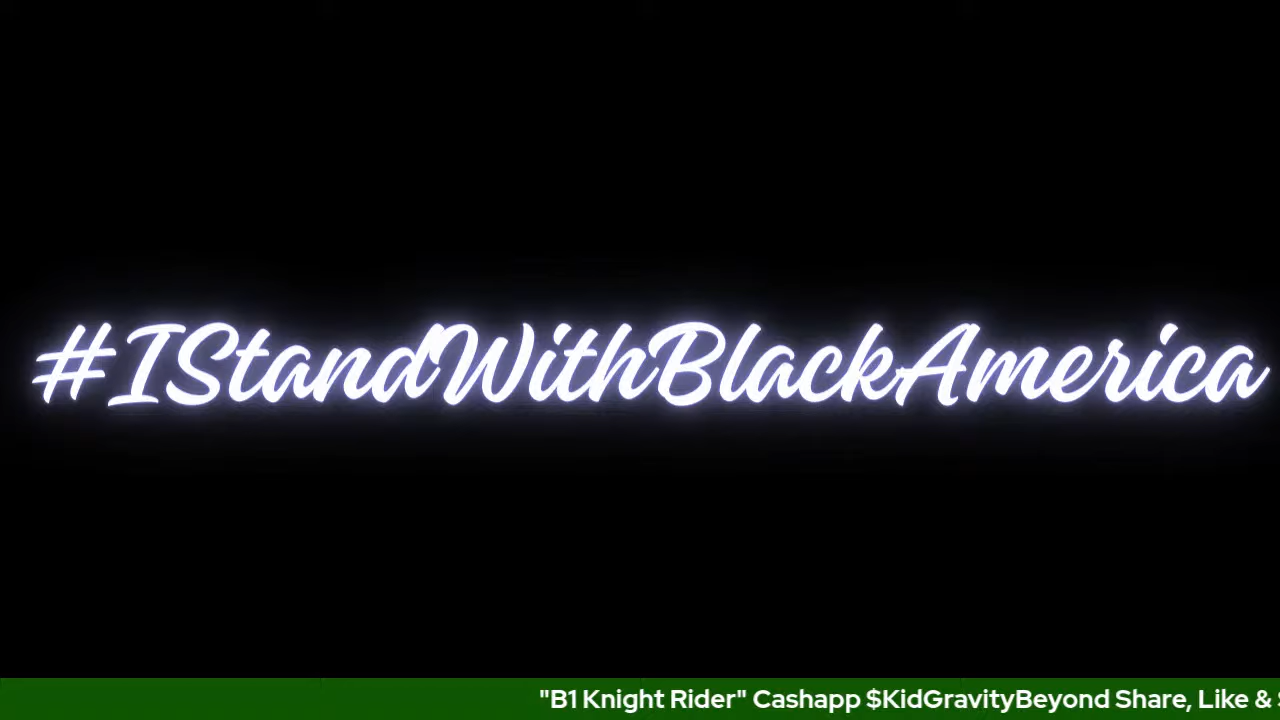 #IStandWithBlackAmerica
"B1 Knight Rider" Cashapp $KidGravityBeyond Share, Like &